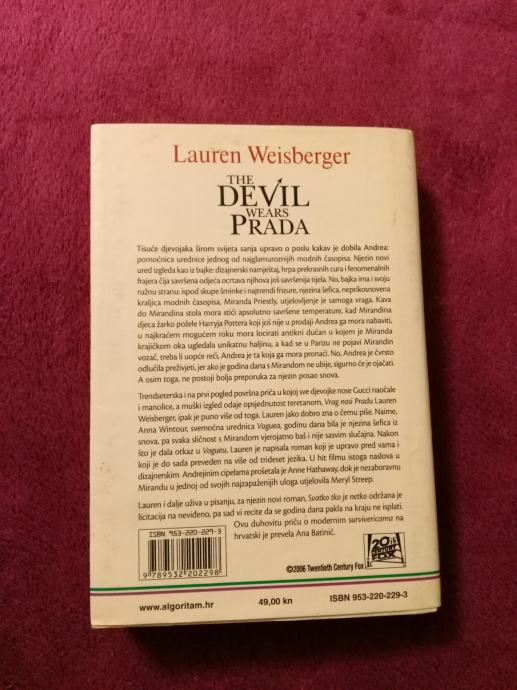 Lauren Weisberger
THE
DEVIL
WEARS
PRADA
Tisuće djevojaka širom svijeta sanja upravo o poslu kakav je dobila Andrea:
pomoćnica urednice jednog od najglamuroznijih modnih časopisa. Njezin novi
ured izgleda kao iz bajke: dizajnerski namještaj, hrpa prekrasnih cura i fenomenalnih
frajera čija savršena odjeća ocrtava njihova još savršenija tijela. No, bajka ima i svoju
ružnu stranu: ispod skupe šminke i najtrendi frizure, njezina šefica, neprikosnovena
kraljica modnih časopisa, Miranda Priestly, utjelovljenje je samoga vraga. Kava
do Mirandina stola mora stići apsolutno savršene temperature, kad Mirandina
djeca žarko požele Harryja Pottera koji još nije u prodaji Andrea ga mora nabaviti,
u najkraćem mogućem roku mora locirati antikni dućan u kojem je Miranda
krajičkom oka ugledala unikatnu haljinu, a kad se u Parizu ne pojavi Mirandin
vozač, treba li uopće reći, Andrea je ta koja ga mora pronaći. No, Andrea je čvrsto
odlučila preživjeti, jer ako je godina dana s Mirandom ne ubije, sigurno će je ojačati.
A osim toga, ne postoji bolja preporuka za njezin posao snova.
Trendseterska i na prvi pogled površna priča u kojoj sve djevojke nose Gucci naočale
i manolice, a muški izgled odaje opsjednutost teretanom, Vrag nosi Pradu Lauren
Weisberger, ipak je puno više od toga. Lauren jako dobro zna o čemu piše. Naime,
Anna Wintour, svemoćna urednica Voguea, godinu dana bila je njezina šefica iz
snova, pa svaka sličnost s Mirandom vjerojatno baš i nije sasvim slučajna. Nakon
što je dala otkaz u Vogueu, Lauren je napisala roman koji je upravo pred vama i
koji je do sada preveden na više od trideset jezika. U hit filmu istoga naslova u
dizajnerskim Andrejinim cipelama prošetala je Anne Hathaway, dok je nezaboravnu
Mirandu u jednoj od svojih najzapaženijih uloga utjelovila Meryl Streep.
Lauren i dalje uživa u pisanju, za njezin novi roman, Svatko tko je netko održana je
licitacija na neviđeno, pa sad vi recite da se godina dana pakla na kraju ne isplati.
Ovu duhovitu priču o modernim survivericama na
hrvatski je prevela Ana Batinić.
ISBN 953-220-229-3
9 789532 202298
20th
CENTURY
FOX
©2006 Twentieth Century Fox
www.algoritam.hr 49,00 kn ISBN 953-220-229-3